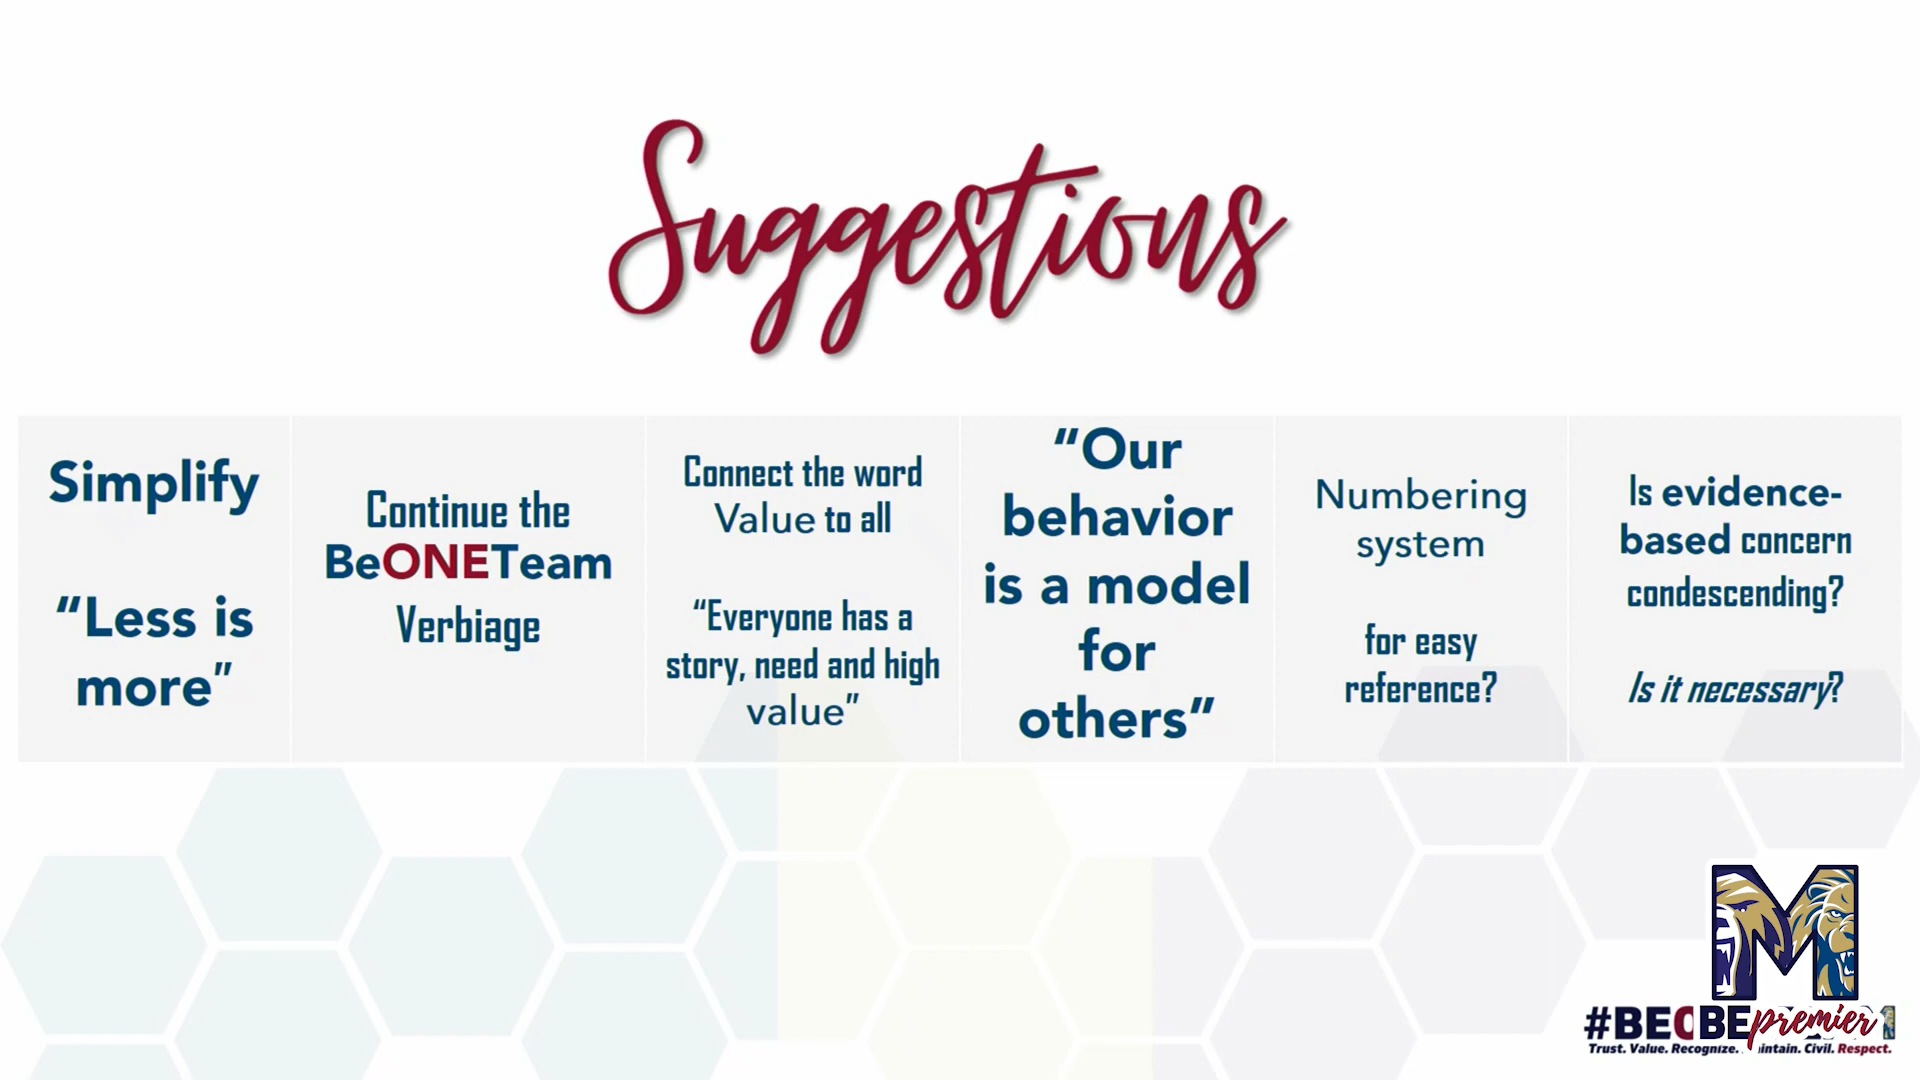 Suggestions
Simplify
“Less is
more”
Continue the
BeONETeam
Verbiage
Connect the word
Value to all
“Everyone has a
story, need and high
value”
“Our
behavior
is a model
for
others”
Numbering
system
for easy
reference?
Is evidence-
based concern
condescending?
Is it necessary?
M
BEpremier
Trust. Value. Recognize. intain. Civil. Respect.